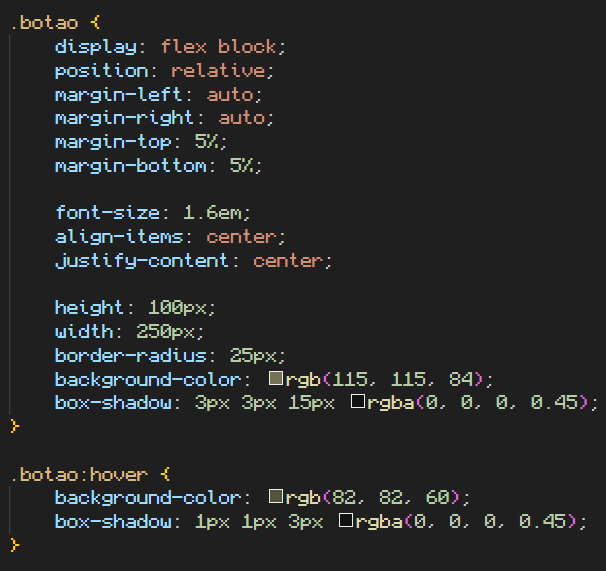 .botao {
    display: flex block;
    position: relative;
    margin-left: auto;
    margin-right: auto;
    margin-top: 5%;
    margin-bottom: 5%;

    font-size: 1.6em;
    align-items: center;
    justify-content: center;

    height: 100px;
    width: 250px;
    border-radius: 25px;
    background-color: rgb(115, 115, 84);
    box-shadow: 3px 3px 15px rgba(0, 0, 0, 0.45);
}

.botao:hover {
    background-color: rgb(82, 82, 60);
    box-shadow: 1px 1px 3px rgba(0, 0, 0, 0.45);
}